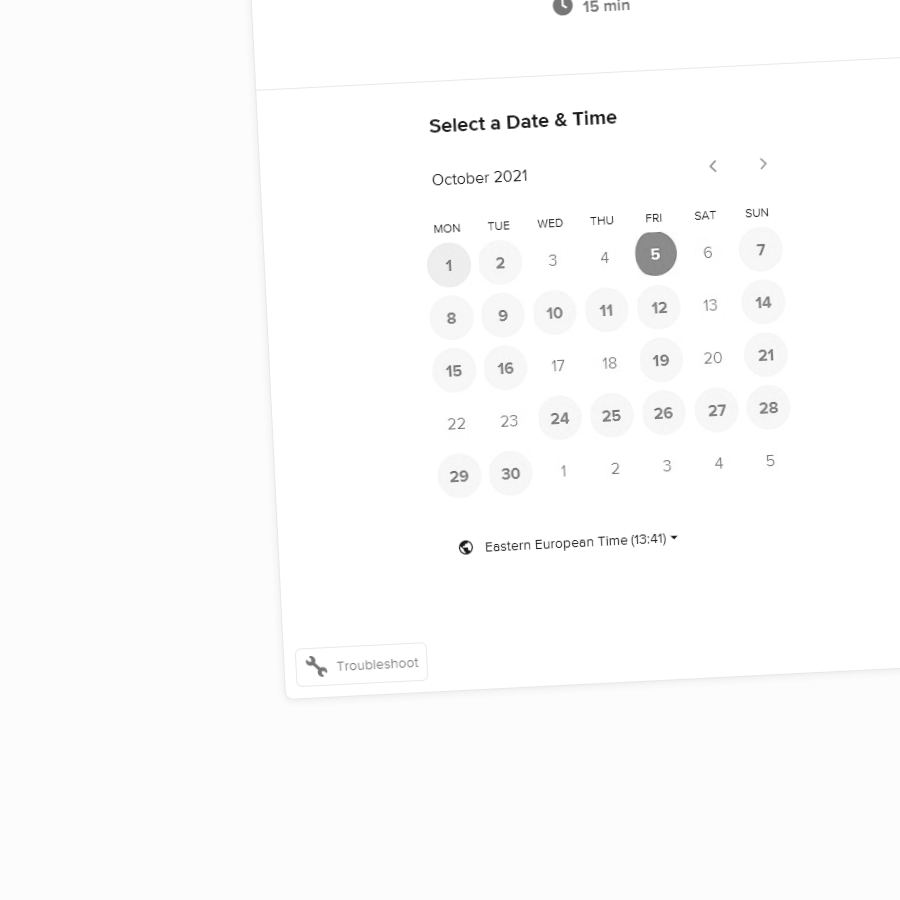 15 min
Select a Date & Time
October 2021
MON TUE WED THU FRI SAT SUN
1 2 3 4 5 6 7
8 9 10 11 12 13 14
15 16 17 18 19 20 21
22 23 24 25 26 27 28
29 30 1 2 3 4 5
Eastern European Time (13:41)
Troubleshoot